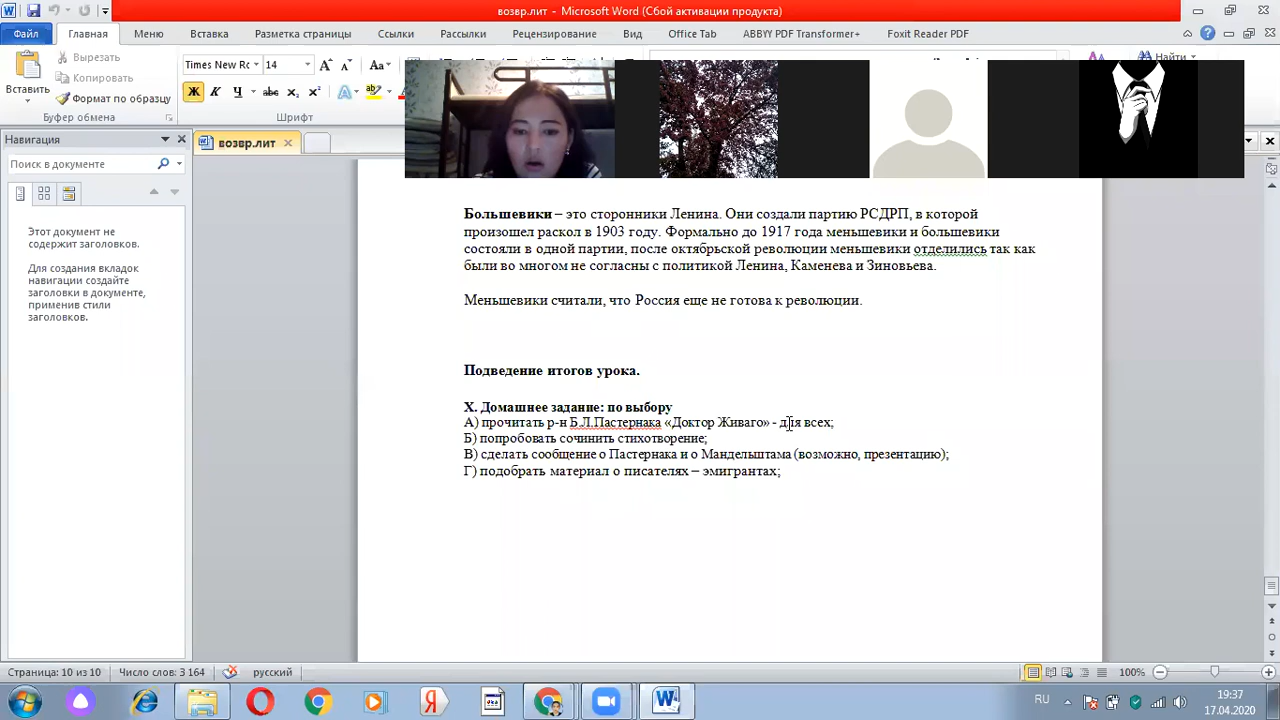 возвр.лит - Microsoft Word (Сбой активации продукта)
Файл Главная Меню Вставка Разметка страницы Ссылки Рассылки Рецензирование Вид Office Tab ABBYY PDF Transformer+ Foxit Reader PDF
Вырезать
Копировать
Формат по образцу
Вставить
Буфер обмена
Times New Ro 14
Ж К Ч abc x₂ x²
Шрифт
Найти
Навигация
возвр.лит
Поиск в документе
Этот документ не
содержит заголовков.
Для создания вкладок
навигации создайте
заголовки в документе,
применив стили
заголовков.
Большевики – это сторонники Ленина. Они создали партию РСДРП, в которой
произошел раскол в 1903 году. Формально до 1917 года меньшевики и большевики
состояли в одной партии, после октябрьской революции меньшевики отделились так как
были во многом не согласны с политикой Ленина, Каменева и Зиновьева.
Меньшевики считали, что Россия еще не готова к революции.
Подведение итогов урока.
X. Домашнее задание: по выбору
А) прочитать р-н Б.Л.Пастернака «Доктор Живаго» - для всех;
Б) попробовать сочинить стихотворение;
В) сделать сообщение о Пастернака и о Мандельштама (возможно, презентацию);
Г) подобрать материал о писателях – эмигрантах;
Страница: 10 из 10 Число слов: 3 164 русский 100%
RU 19:37
17.04.2020